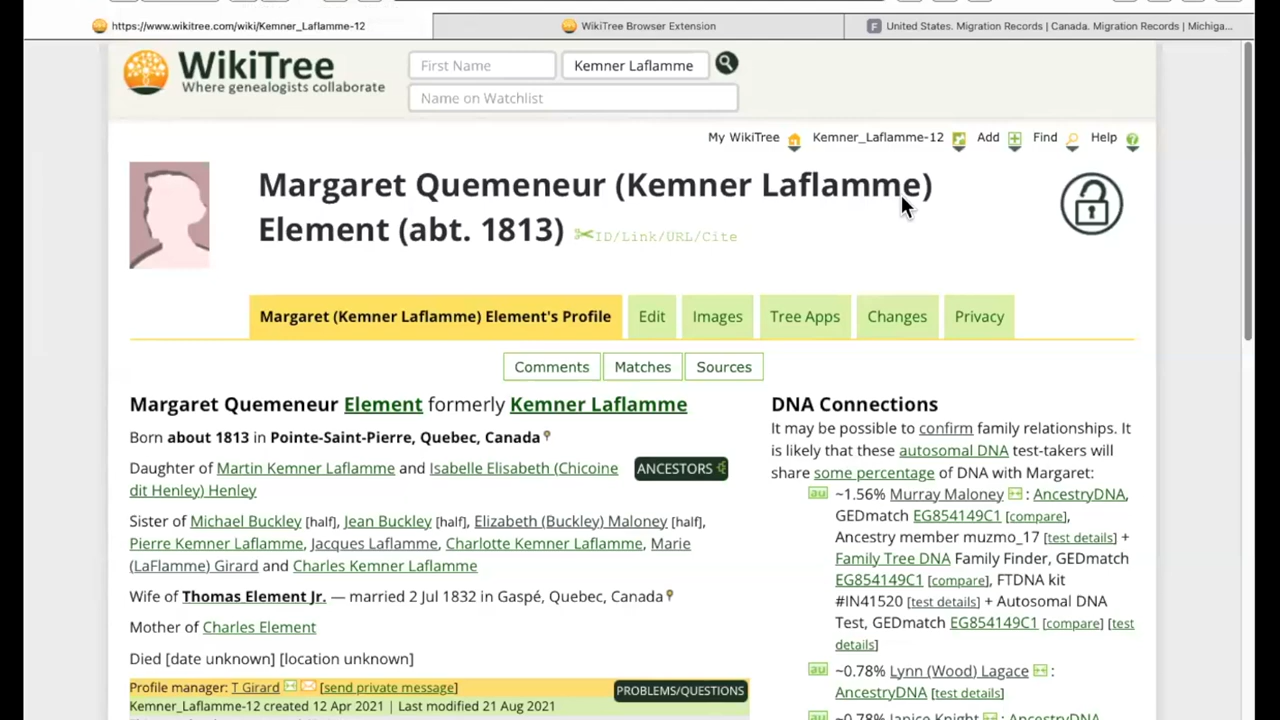 https://www.wikitree.com/wiki/Kemner_Laflamme-12
WikiTree Browser Extension
United States. Migration Records | Canada. Migration Records | Michiga...
WikiTree
Where genealogists collaborate
First Name
Kemner Laflamme
Name on Watchlist
My WikiTree
Kemner_Laflamme-12
Add
Find
Help
Margaret Quemeneur (Kemner Laflamme)
Element (abt. 1813)
ID/Link/URL/Cite
Margaret (Kemner Laflamme) Element's Profile
Edit
Images
Tree Apps
Changes
Privacy
Comments
Matches
Sources
Margaret Quemeneur Element formerly Kemner Laflamme
Born about 1813 in Pointe-Saint-Pierre, Quebec, Canada
Daughter of Martin Kemner Laflamme and Isabelle Elisabeth (Chicoine
dit Henley) Henley
ANCESTORS
Sister of Michael Buckley [half], Jean Buckley [half], Elizabeth (Buckley) Maloney [half],
Pierre Kemner Laflamme, Jacques Laflamme, Charlotte Kemner Laflamme, Marie
(LaFlamme) Girard and Charles Kemner Laflamme
Wife of Thomas Element Jr. — married 2 Jul 1832 in Gaspé, Quebec, Canada
Mother of Charles Element
Died [date unknown] [location unknown]
Profile manager: T Girard [send private message]
PROBLEMS/QUESTIONS
Kemner_Laflamme-12 created 12 Apr 2021 | Last modified 21 Aug 2021
DNA Connections
It may be possible to confirm family relationships. It
is likely that these autosomal DNA test-takers will
share some percentage of DNA with Margaret:
au ~1.56% Murray Maloney : AncestryDNA,
GEDmatch EG854149C1 [compare],
Ancestry member muzmo_17 [test details] +
Family Tree DNA Family Finder, GEDmatch
EG854149C1 [compare], FTDNA kit
#IN41520 [test details] + Autosomal DNA
Test, GEDmatch EG854149C1 [compare] [test
details]
au ~0.78% Lynn (Wood) Lagace :
AncestryDNA [test details]
au ~0.78% Janice Knight : AncestryDNA